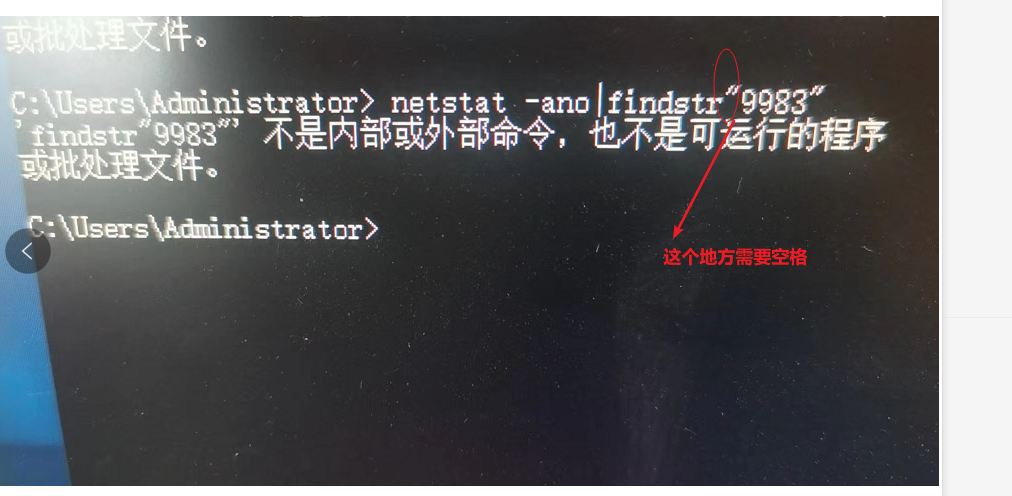 或批处理文件。
C:\Users\Administrator> netstat -ano|findstr"9983"
'findstr"9983"' 不是内部或外部命令，也不是可运行的程序
或批处理文件。
C:\Users\Administrator>
这个地方需要空格